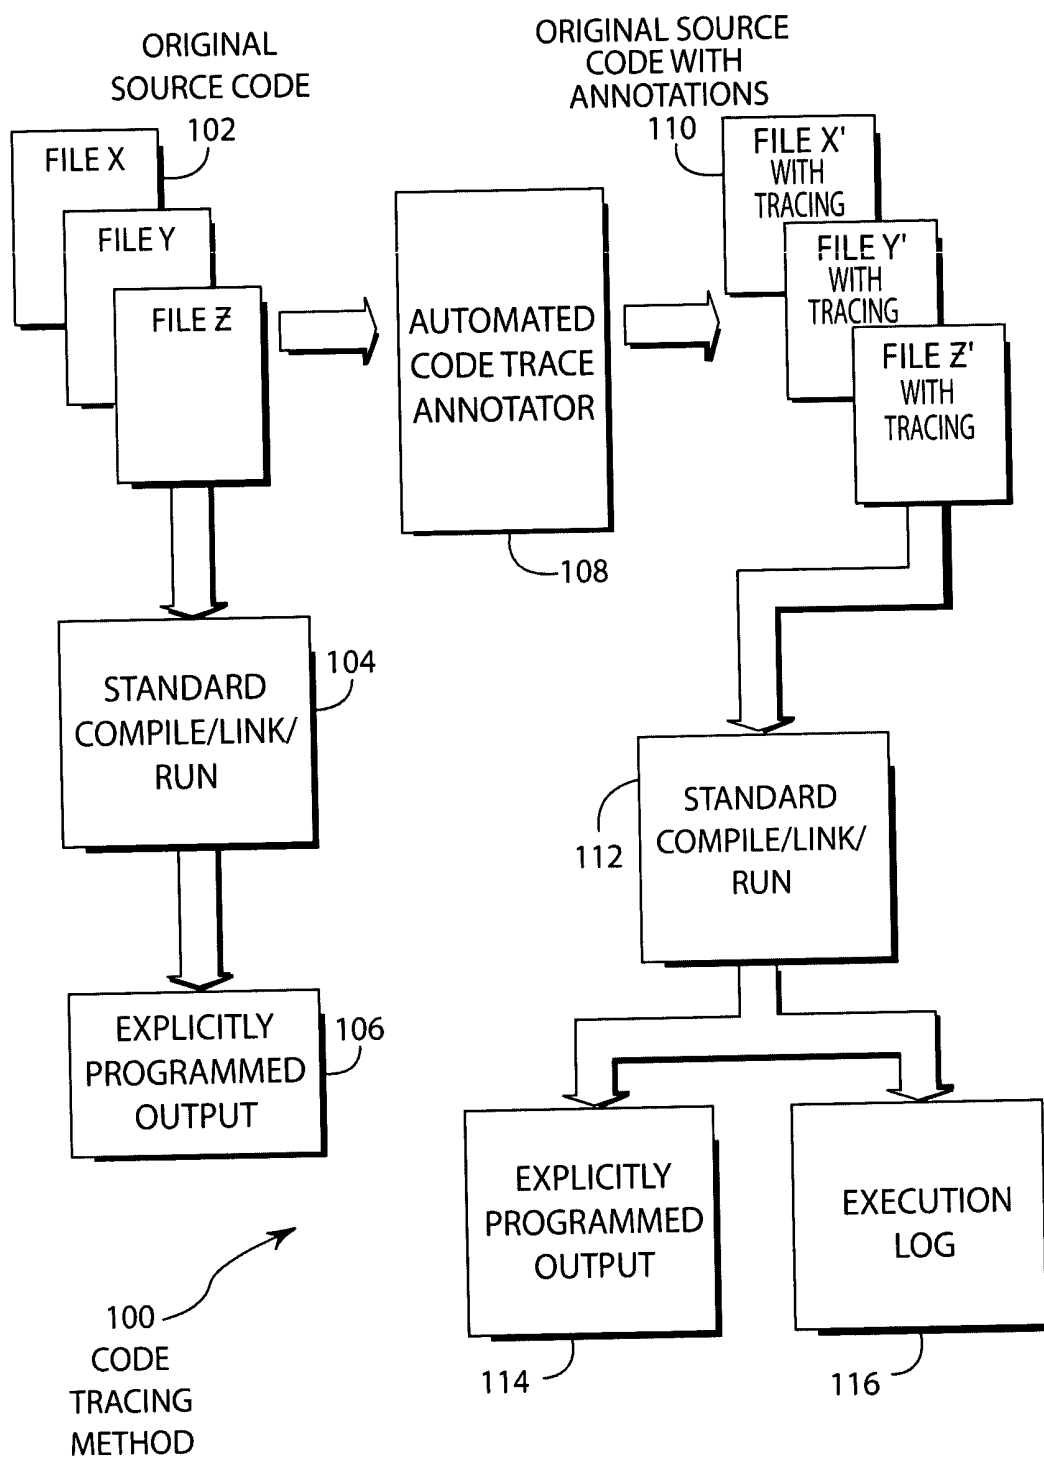 ORIGINAL
SOURCE CODE
102
FILE X
FILE Y
FILE Z
AUTOMATED
CODE TRACE
ANNOTATOR
108
ORIGINAL SOURCE
CODE WITH
ANNOTATIONS
110
FILE X'
WITH
TRACING
FILE Y'
WITH
TRACING
FILE Z'
WITH
TRACING
104
STANDARD
COMPILE/LINK/
RUN
106
EXPLICITLY
PROGRAMMED
OUTPUT
112
STANDARD
COMPILE/LINK/
RUN
EXPLICITLY
PROGRAMMED
OUTPUT
114
EXECUTION
LOG
116
100
CODE
TRACING
METHOD